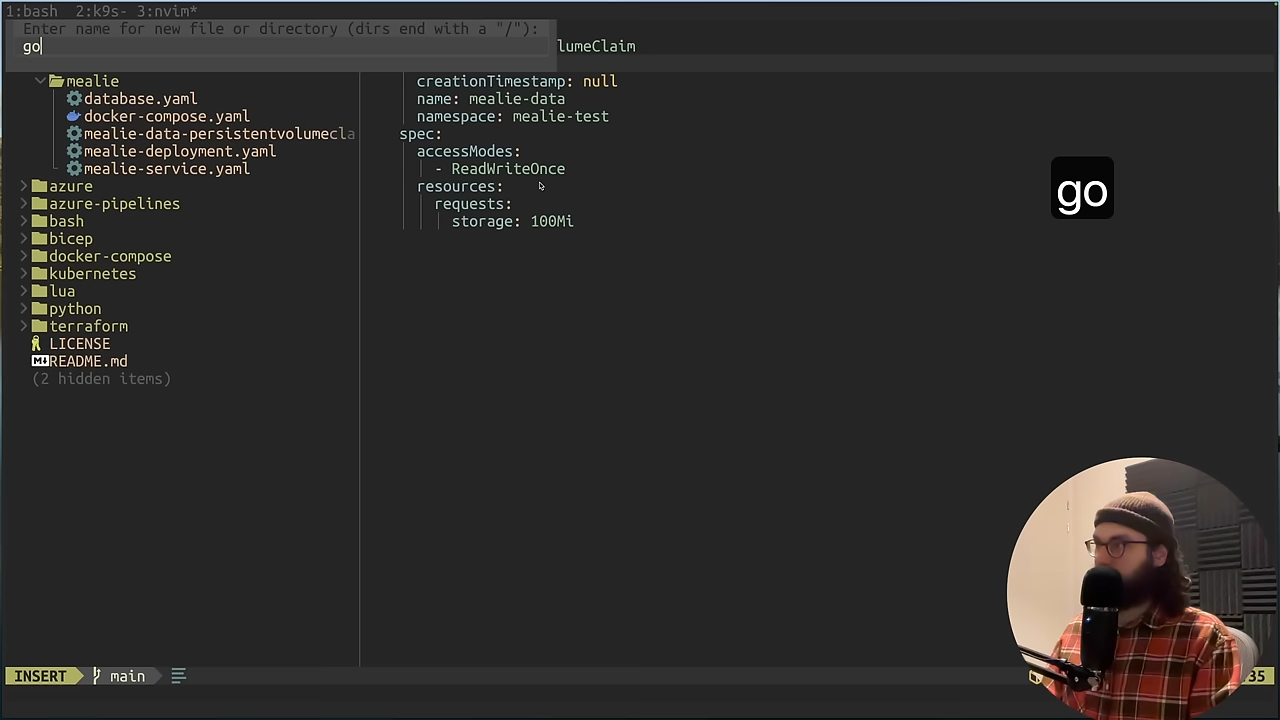 1:bash  2:k9s- 3:nvim*
Enter name for new file or directory (dirs end with a "/"):
go
lumeClaim
mealie
database.yaml
docker-compose.yaml
mealie-data-persistentvolumecla
mealie-deployment.yaml
mealie-service.yaml
azure
azure-pipelines
bash
bicep
docker-compose
kubernetes
lua
python
terraform
LICENSE
README.md
(2 hidden items)
creationTimestamp: null
name: mealie-data
namespace: mealie-test
spec:
accessModes:
- ReadWriteOnce
resources:
requests:
storage: 100Mi
go
INSERT  main
35